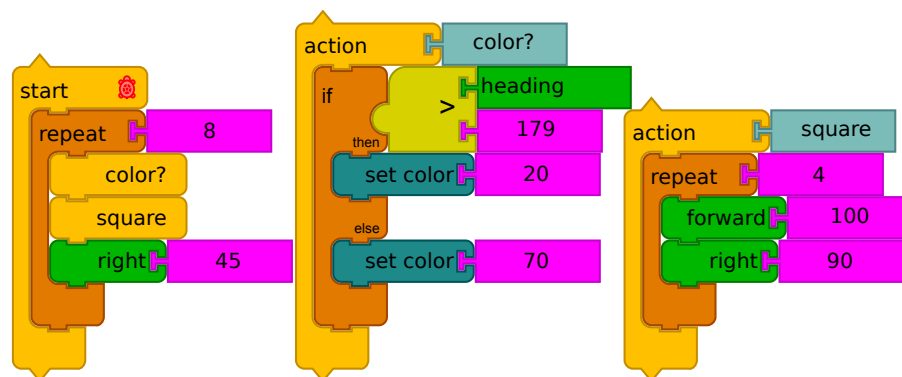 start
repeat 8
color?
square
right 45
action color?
if
heading
>
179
then
set color 20
else
set color 70
action square
repeat 4
forward 100
right 90